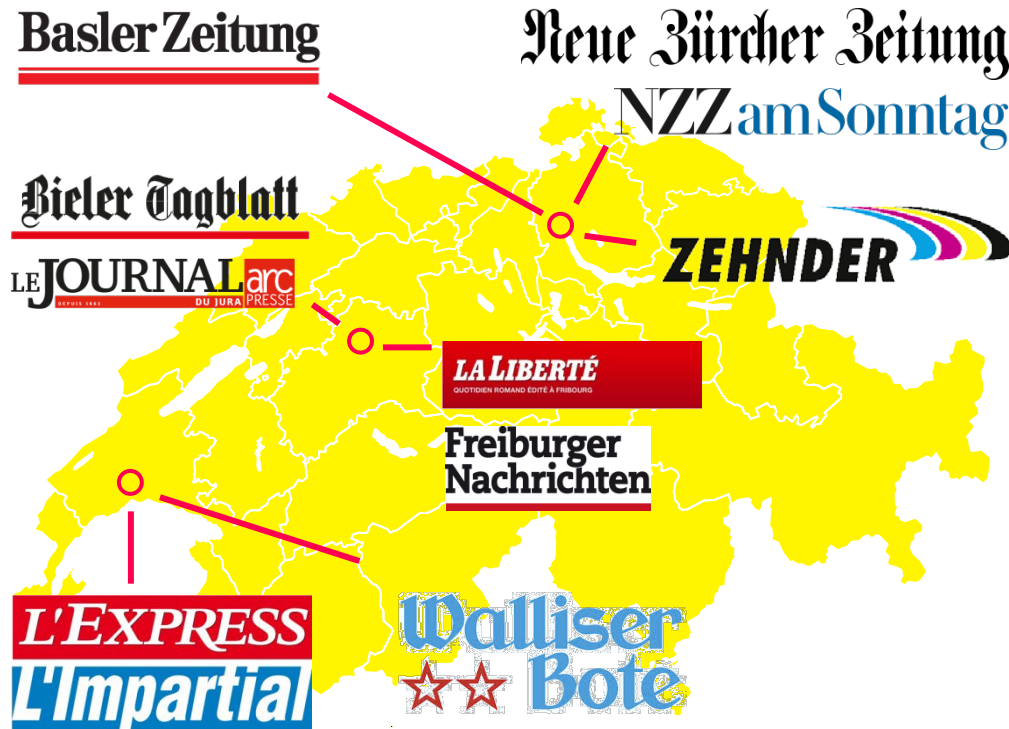 Basler Zeitung
Neue Zürcher Zeitung
NZZ am Sonntag
Bieler Tagblatt
LE JOURNAL arc
DEPUIS 1863 DU JURA PRESSE
ZEHNDER
LA LIBERTÉ
QUOTIDIEN ROMAND ÉDITÉ À FRIBOURG
Freiburger
Nachrichten
L'EXPRESS
L'Impartial
Walliser
Bote